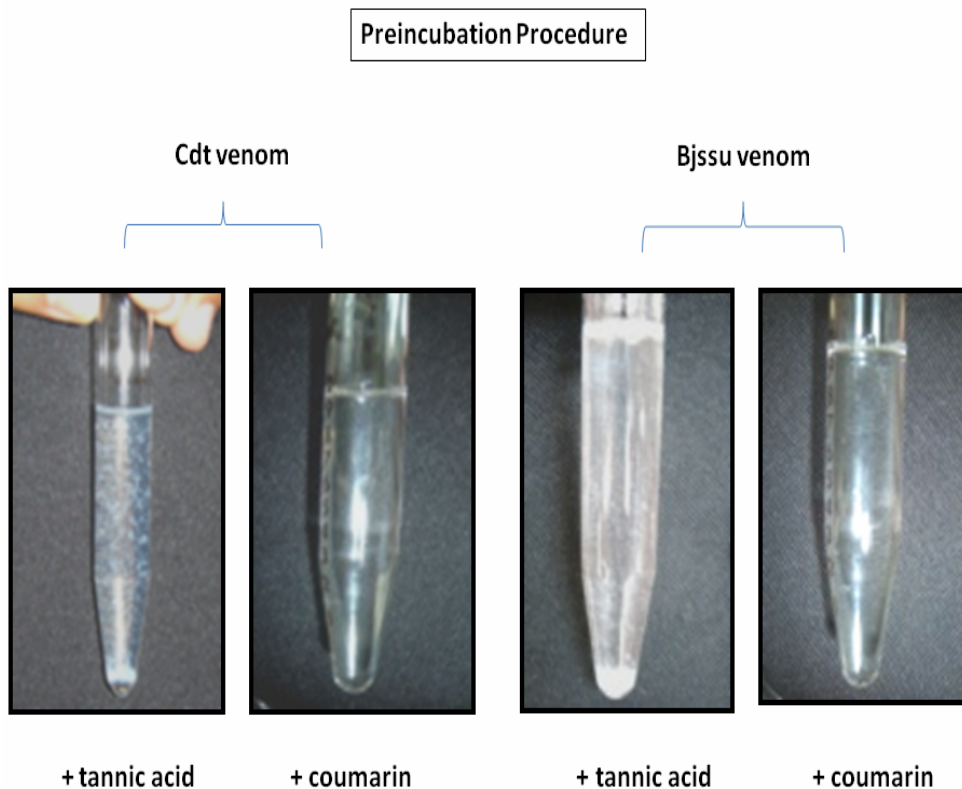 Preincubation Procedure
Cdt venom
Bjssu venom
+ tannic acid
+ coumarin
+ tannic acid
+ coumarin